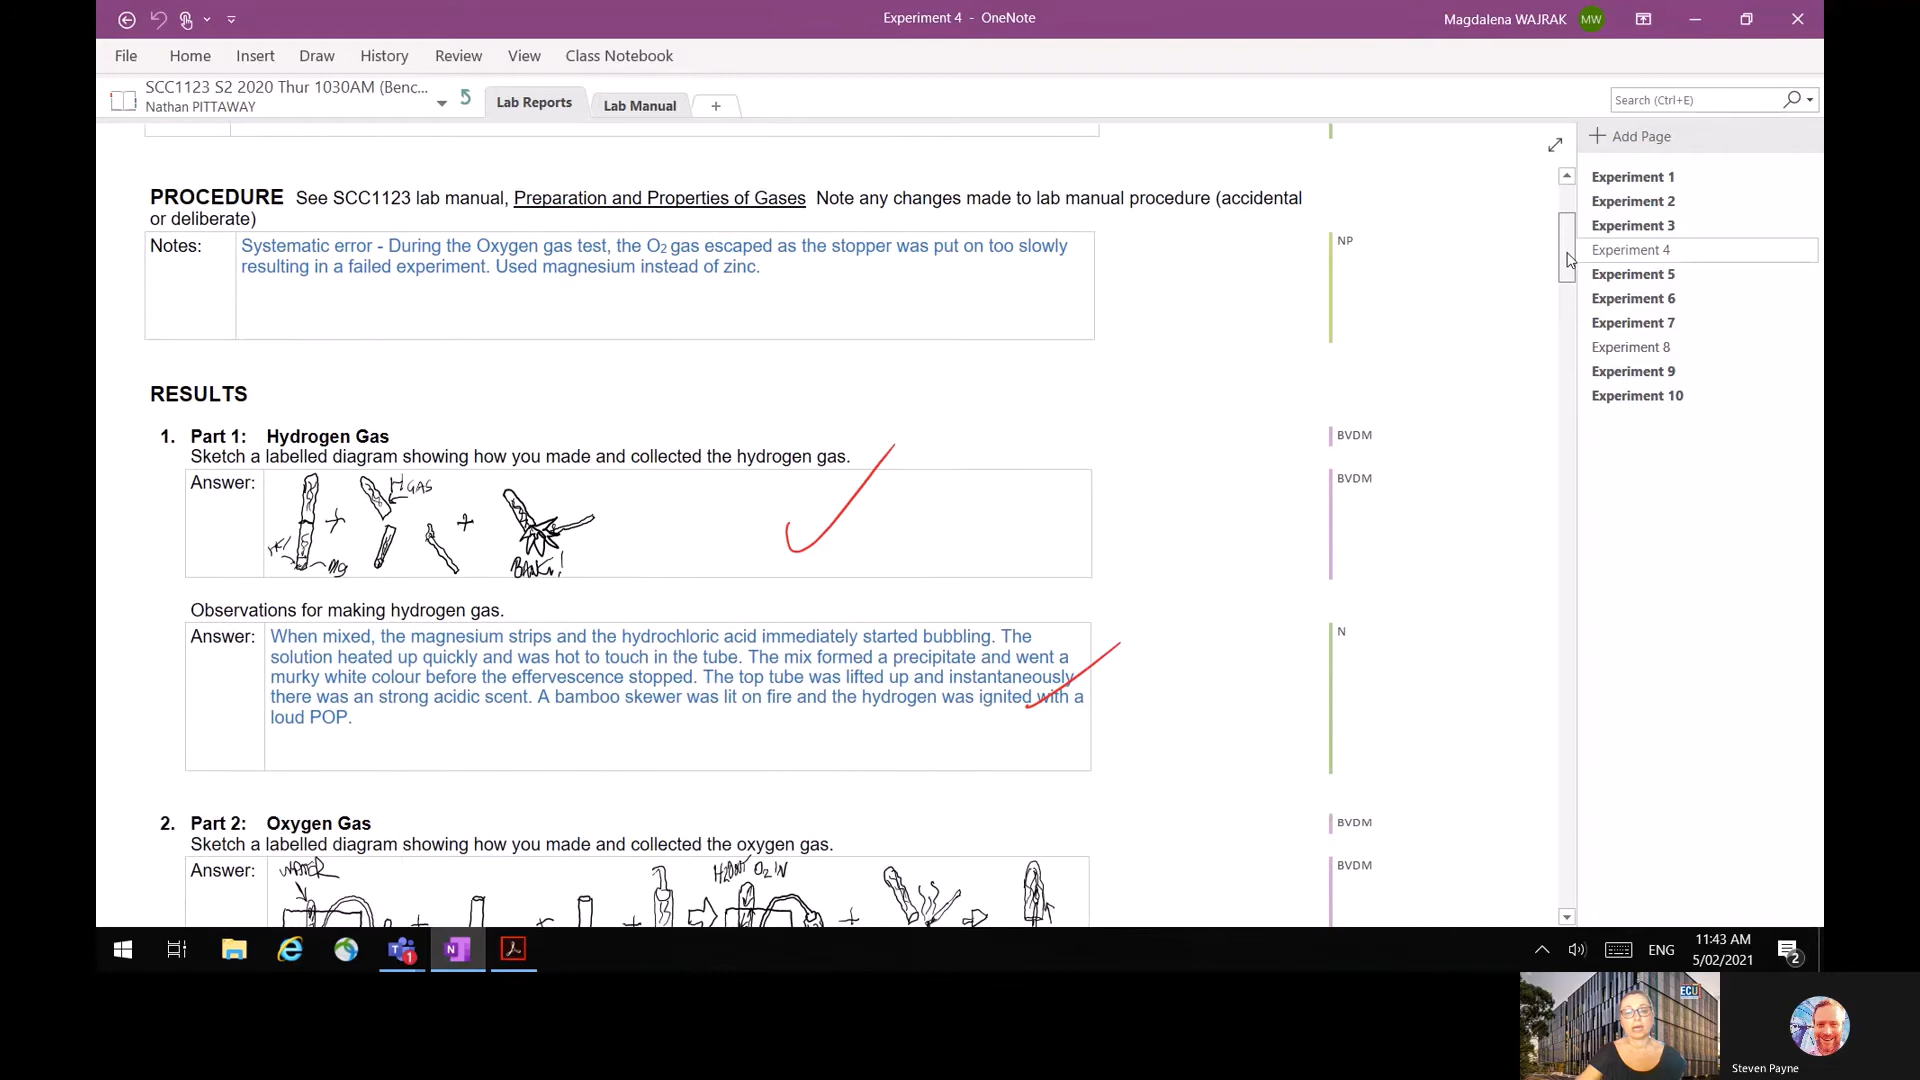 Experiment 4 - OneNote
Magdalena WAJRAK MW
File Home Insert Draw History Review View Class Notebook
SCC1123 S2 2020 Thur 1030AM (Benc...
Nathan PITTAWAY
Lab Reports Lab Manual +
Search (Ctrl+E)
Add Page
Experiment 1
Experiment 2
Experiment 3
Experiment 4
Experiment 5
Experiment 6
Experiment 7
Experiment 8
Experiment 9
Experiment 10
PROCEDURE See SCC1123 lab manual, Preparation and Properties of Gases Note any changes made to lab manual procedure (accidental
or deliberate)
Notes: Systematic error - During the Oxygen gas test, the O2 gas escaped as the stopper was put on too slowly
resulting in a failed experiment. Used magnesium instead of zinc.
NP
RESULTS
1. Part 1: Hydrogen Gas
BVDM
Sketch a labelled diagram showing how you made and collected the hydrogen gas.
Answer:
BVDM
H GAS
Mg
Observations for making hydrogen gas.
Answer: When mixed, the magnesium strips and the hydrochloric acid immediately started bubbling. The
N
solution heated up quickly and was hot to touch in the tube. The mix formed a precipitate and went a
murky white colour before the effervescence stopped. The top tube was lifted up and instantaneously
there was an strong acidic scent. A bamboo skewer was lit on fire and the hydrogen was ignited with a
loud POP.
2. Part 2: Oxygen Gas
BVDM
Sketch a labelled diagram showing how you made and collected the oxygen gas.
Answer:
BVDM
WATER
O2 IN
ENG
11:43 AM
5/02/2021
2
1
ECU
Steven Payne